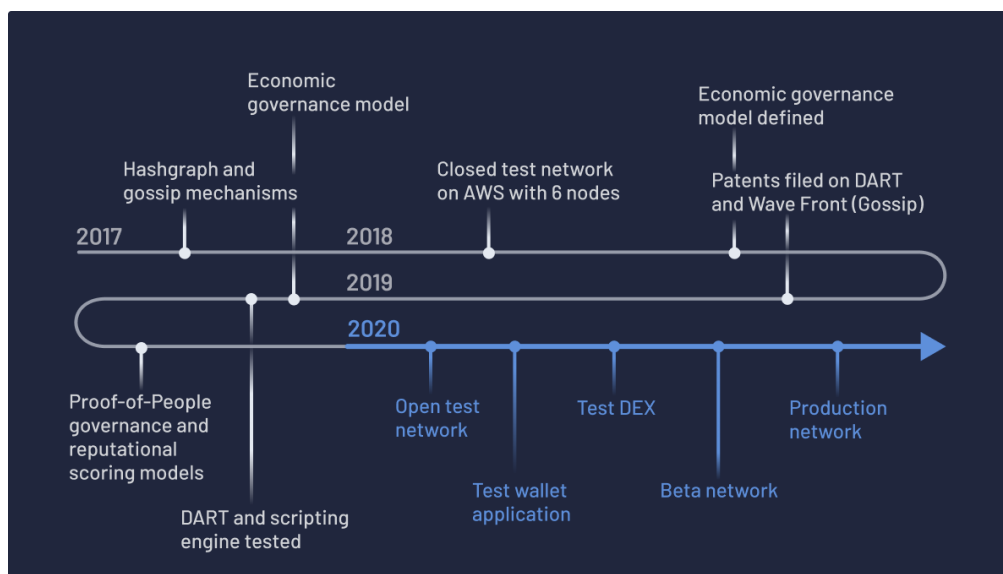 Economic
governance model
Economic governance
model defined
Hashgraph and
gossip mechanisms
Closed test network
on AWS with 6 nodes
Patents filed on DART
and Wave Front (Gossip)
2017
2018
2019
2020
Proof-of-People
governance and
reputational
scoring models
Open test
network
Test DEX
Production
network
Test wallet
application
Beta network
DART and scripting
engine tested